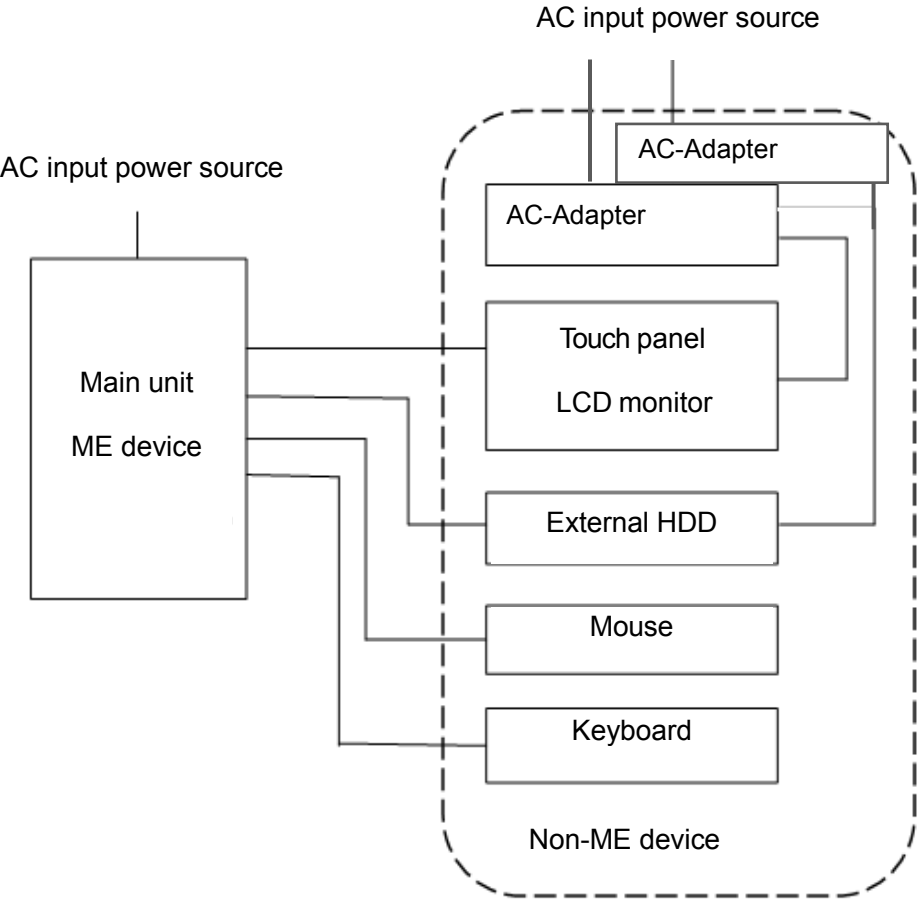 AC input power source
AC input power source
AC-Adapter
AC-Adapter
Touch panel
LCD monitor
Main unit
ME device
External HDD
Mouse
Keyboard
Non-ME device